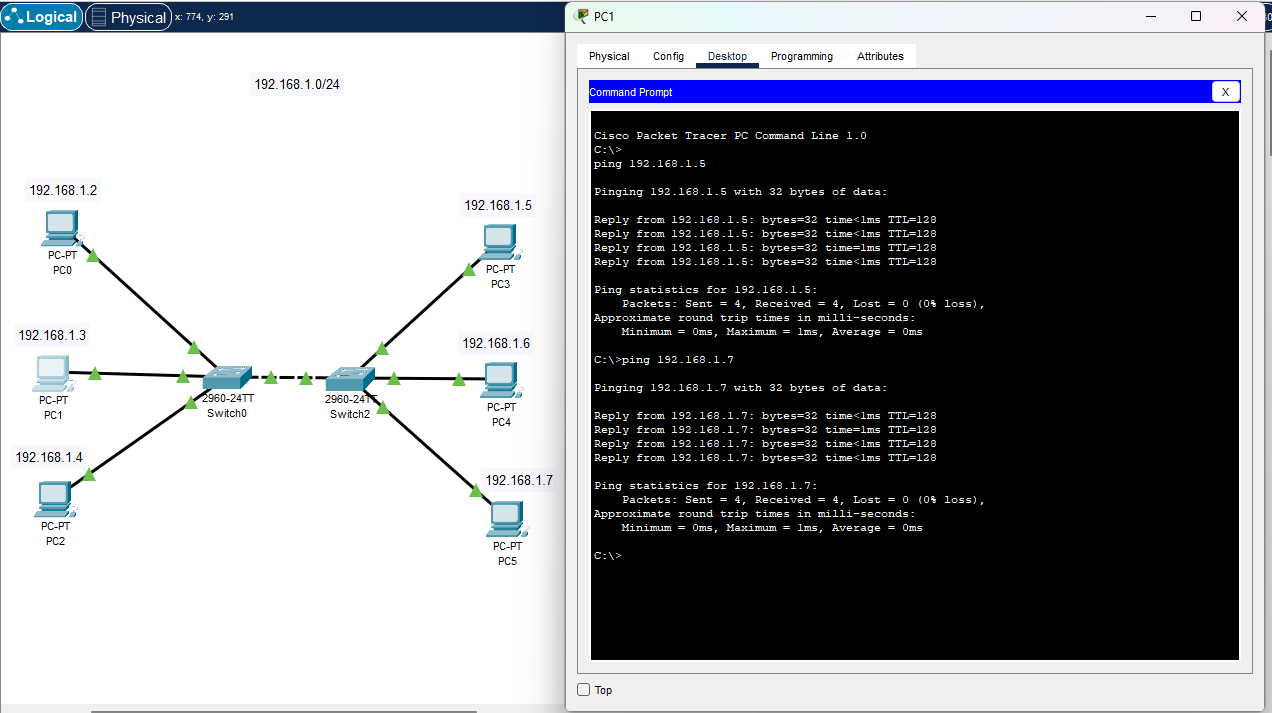 Logical
Physical
x: 774, y: 291
192.168.1.0/24
192.168.1.2
PC-PT
PC0
192.168.1.3
PC-PT
PC1
192.168.1.4
PC-PT
PC2
2960-24TT
Switch0
2960-24TT
Switch2
192.168.1.5
PC-PT
PC3
192.168.1.6
PC-PT
PC4
192.168.1.7
PC-PT
PC5
PC1
Physical Config Desktop Programming Attributes
Command Prompt
X
Cisco Packet Tracer PC Command Line 1.0
C:\>
ping 192.168.1.5
Pinging 192.168.1.5 with 32 bytes of data:
Reply from 192.168.1.5: bytes=32 time<1ms TTL=128
Reply from 192.168.1.5: bytes=32 time<1ms TTL=128
Reply from 192.168.1.5: bytes=32 time=1ms TTL=128
Reply from 192.168.1.5: bytes=32 time<1ms TTL=128
Ping statistics for 192.168.1.5:
Packets: Sent = 4, Received = 4, Lost = 0 (0% loss),
Approximate round trip times in milli-seconds:
Minimum = 0ms, Maximum = 1ms, Average = 0ms
C:\>ping 192.168.1.7
Pinging 192.168.1.7 with 32 bytes of data:
Reply from 192.168.1.7: bytes=32 time<1ms TTL=128
Reply from 192.168.1.7: bytes=32 time<1ms TTL=128
Reply from 192.168.1.7: bytes=32 time<1ms TTL=128
Reply from 192.168.1.7: bytes=32 time<1ms TTL=128
Ping statistics for 192.168.1.7:
Packets: Sent = 4, Received = 4, Lost = 0 (0% loss),
Approximate round trip times in milli-seconds:
Minimum = 0ms, Maximum = 1ms, Average = 0ms
C:\>
Top